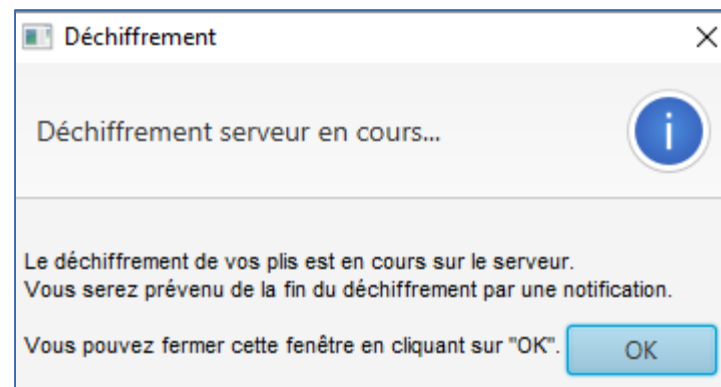 Déchiffrement
Déchiffrement serveur en cours...
i
Le déchiffrement de vos plis est en cours sur le serveur.
Vous serez prévenu de la fin du déchiffrement par une notification.
Vous pouvez fermer cette fenêtre en cliquant sur "OK".
OK